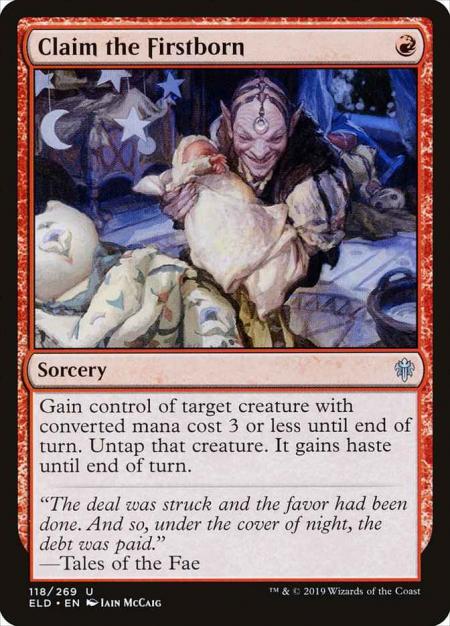 Claim the Firstborn
Sorcery
Gain control of target creature with
converted mana cost 3 or less until end of
turn. Untap that creature. It gains haste
until end of turn.
“The deal was struck and the favor had been
done. And so, under the cover of night, the
debt was paid.”
—Tales of the Fae
118/269 U
ELD • EN Iain McCaig
™ & © 2019 Wizards of the Coast